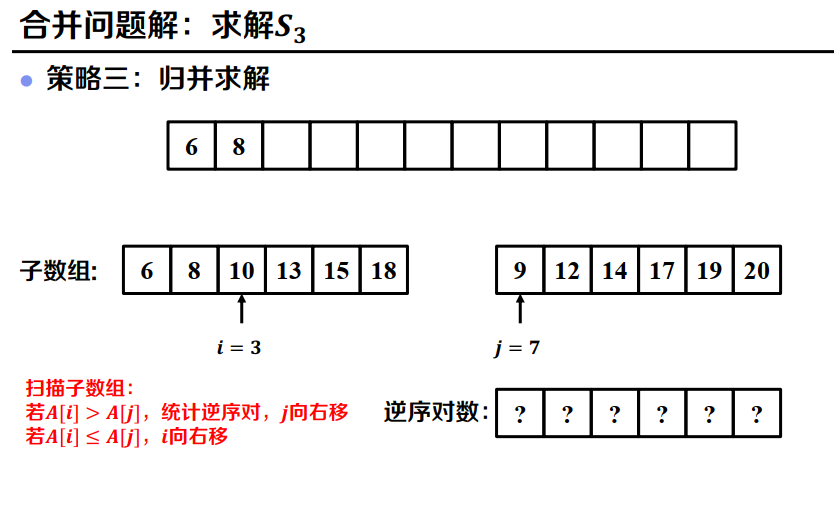 合并问题解：求解S₃
策略三：归并求解
6 8
子数组: 6 8 10 13 15 18 9 12 14 17 19 20
i = 3 j = 7
扫描子数组：
若A[i] > A[j]，统计逆序对，j向右移
若A[i] ≤ A[j]，i向右移
逆序对数: ? ? ? ? ? ?